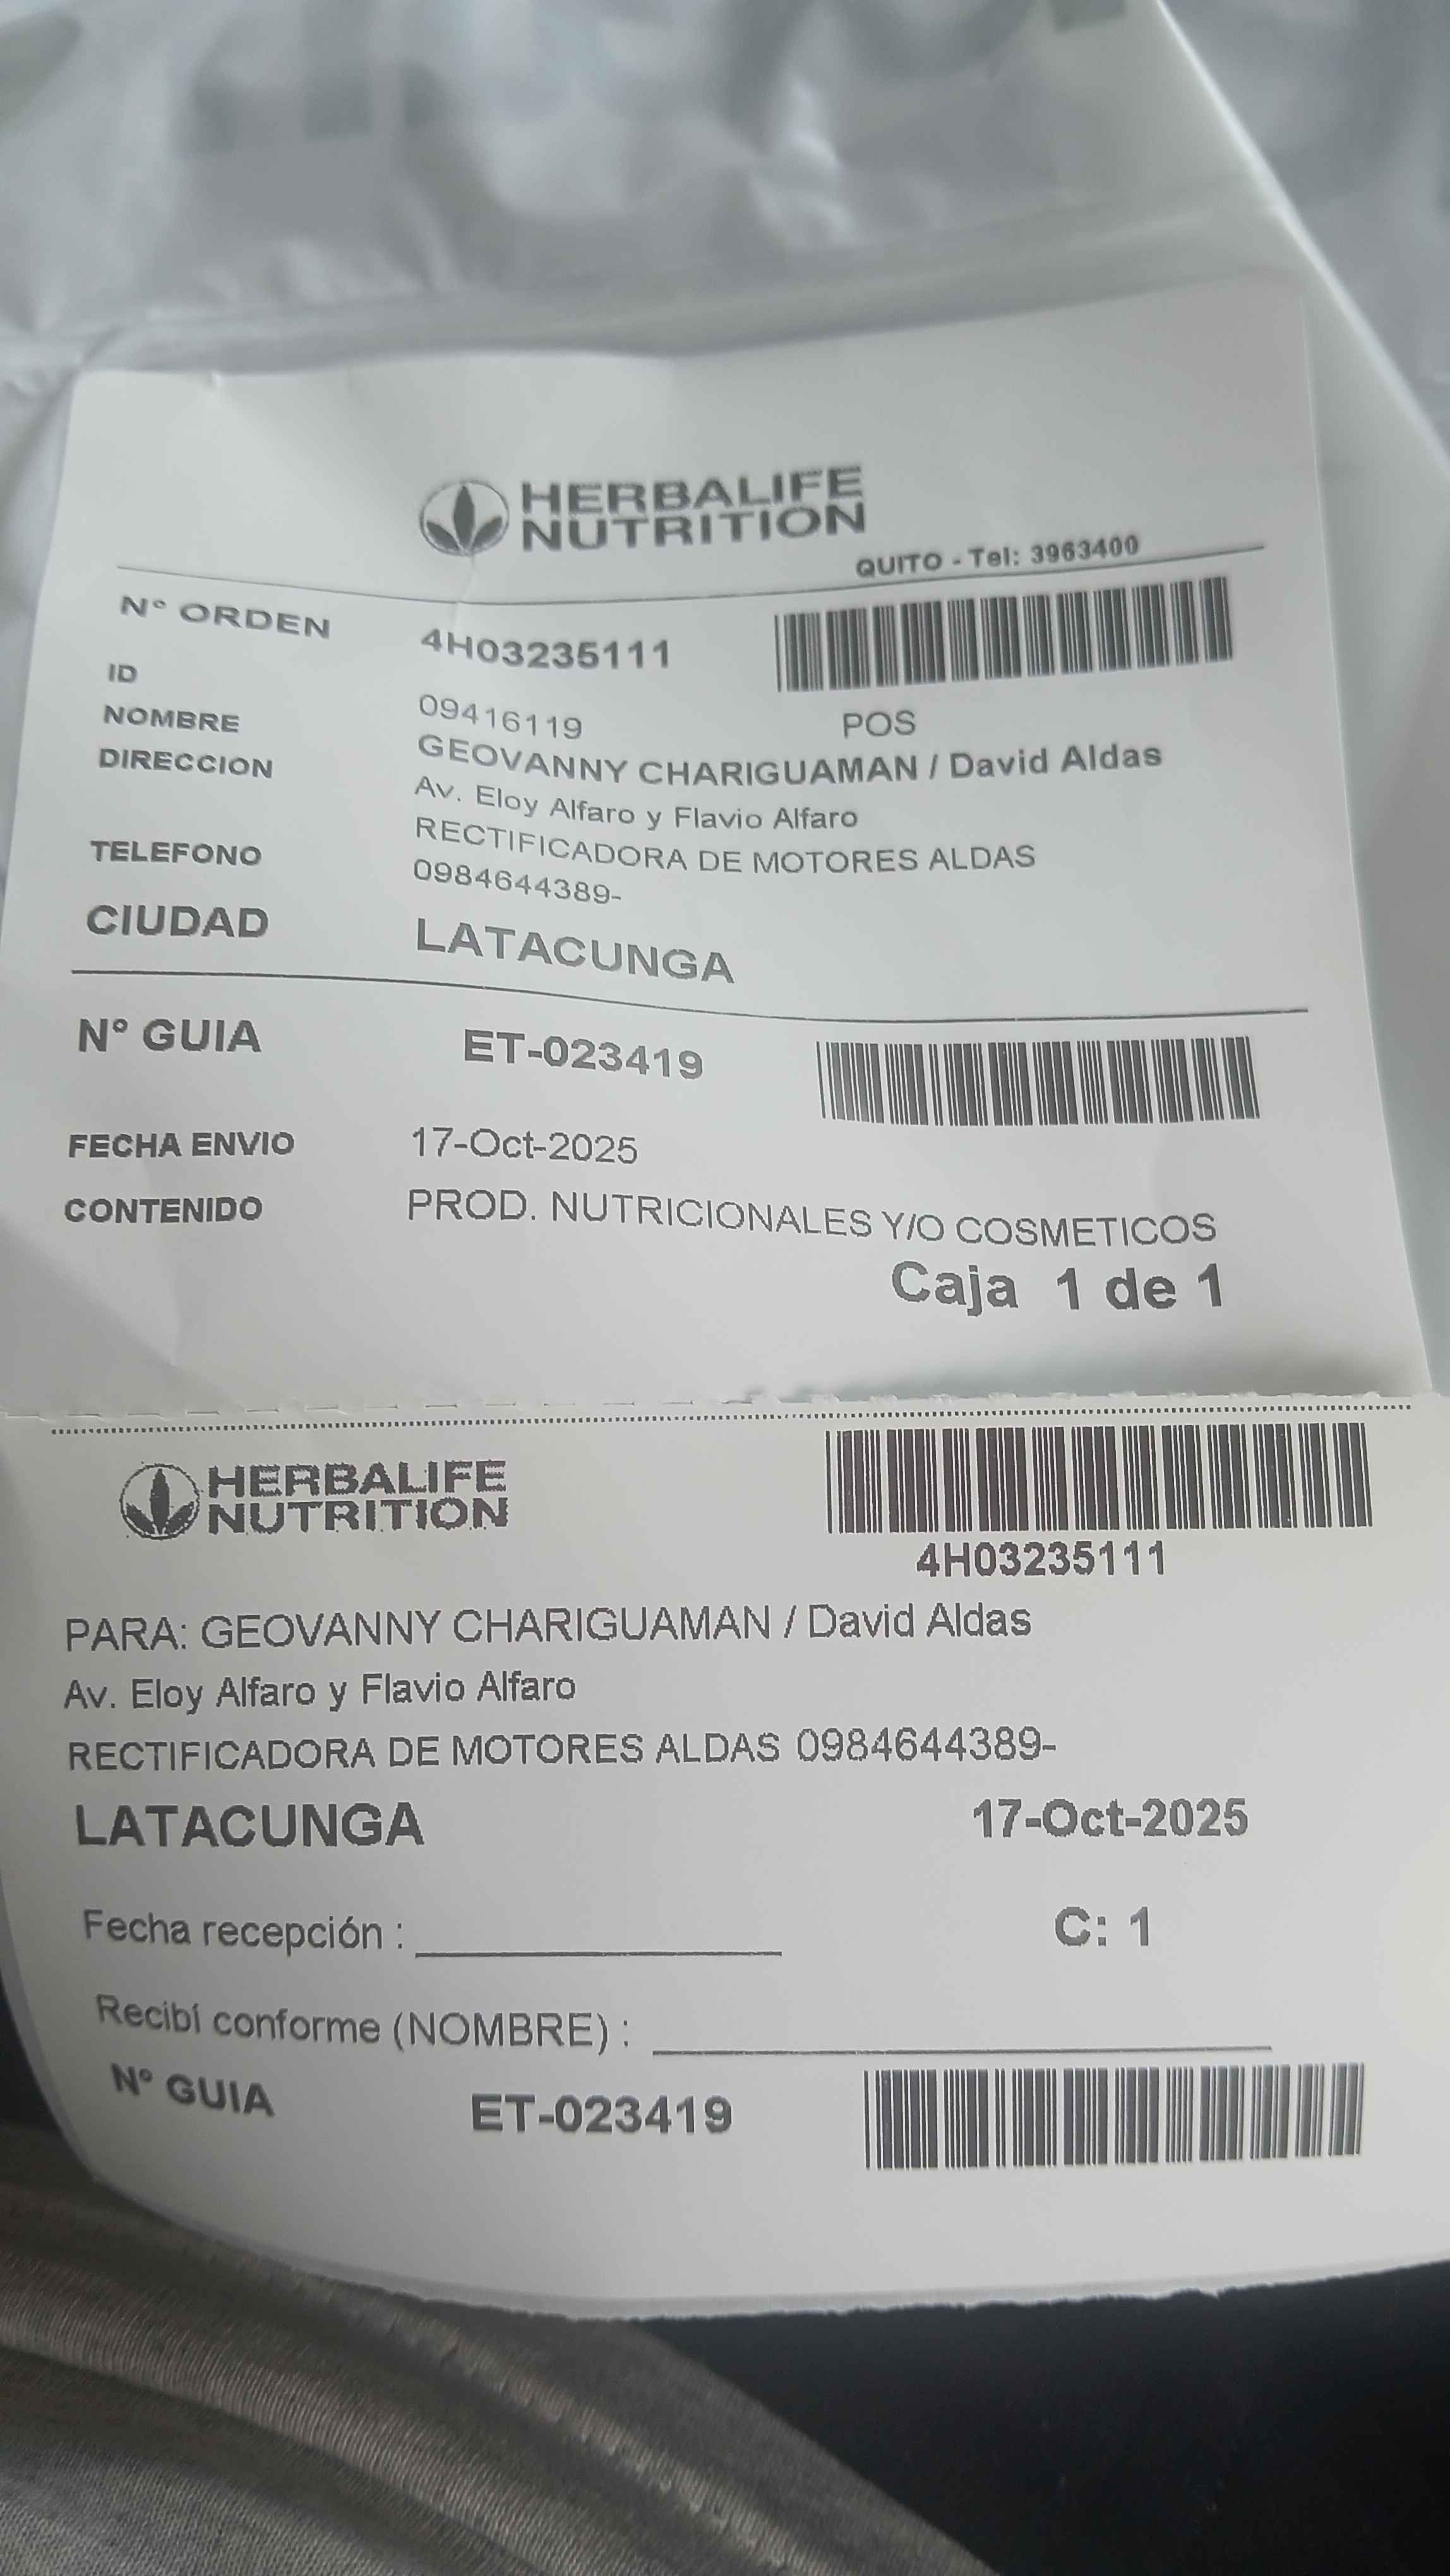 HERBALIFE
NUTRITION
QUITO - Tel: 3963400
N° ORDEN 4H03235111
ID 09416119 POS
NOMBRE GEOVANNY CHARIGUAMAN / David Aldas
DIRECCION Av. Eloy Alfaro y Flavio Alfaro
RECTIFICADORA DE MOTORES ALDAS
TELEFONO 0984644389-
CIUDAD LATACUNGA
N° GUIA ET-023419
FECHA ENVIO 17-Oct-2025
CONTENIDO PROD. NUTRICIONALES Y/O COSMETICOS
Caja 1 de 1
HERBALIFE
NUTRITION
4H03235111
PARA: GEOVANNY CHARIGUAMAN / David Aldas
Av. Eloy Alfaro y Flavio Alfaro
RECTIFICADORA DE MOTORES ALDAS 0984644389-
LATACUNGA 17-Oct-2025
Fecha recepción : C: 1
Recibí conforme (NOMBRE) :
N° GUIA ET-023419